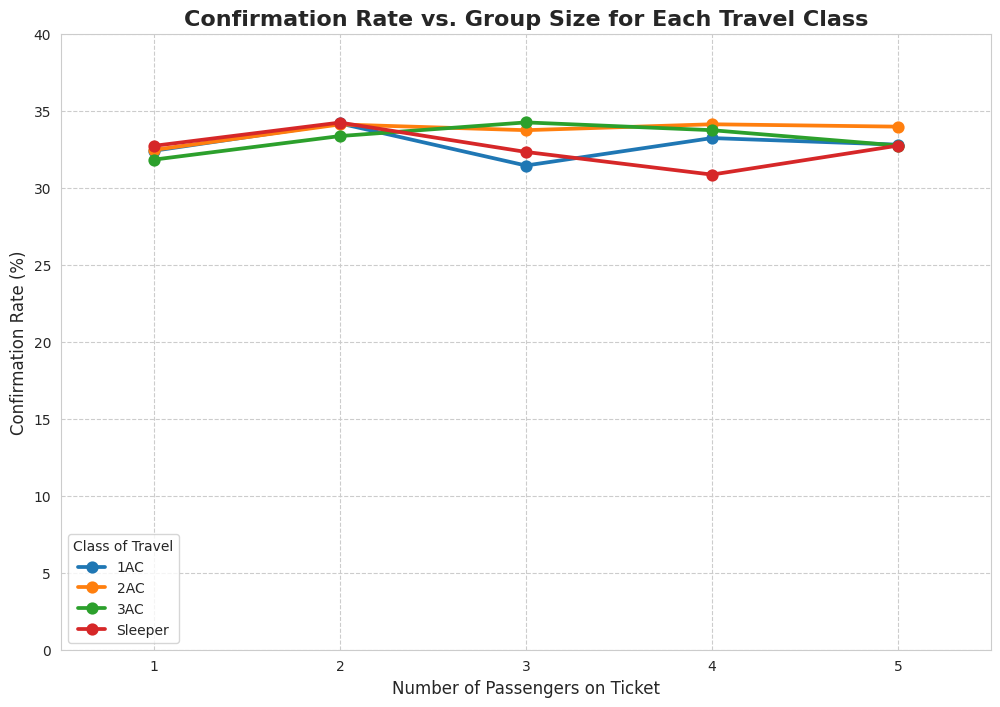 Confirmation Rate vs. Group Size for Each Travel Class
Confirmation Rate (%)
40
35
30
25
20
15
10
5
0
Class of Travel
1AC
2AC
3AC
Sleeper
1 2 3 4 5
Number of Passengers on Ticket